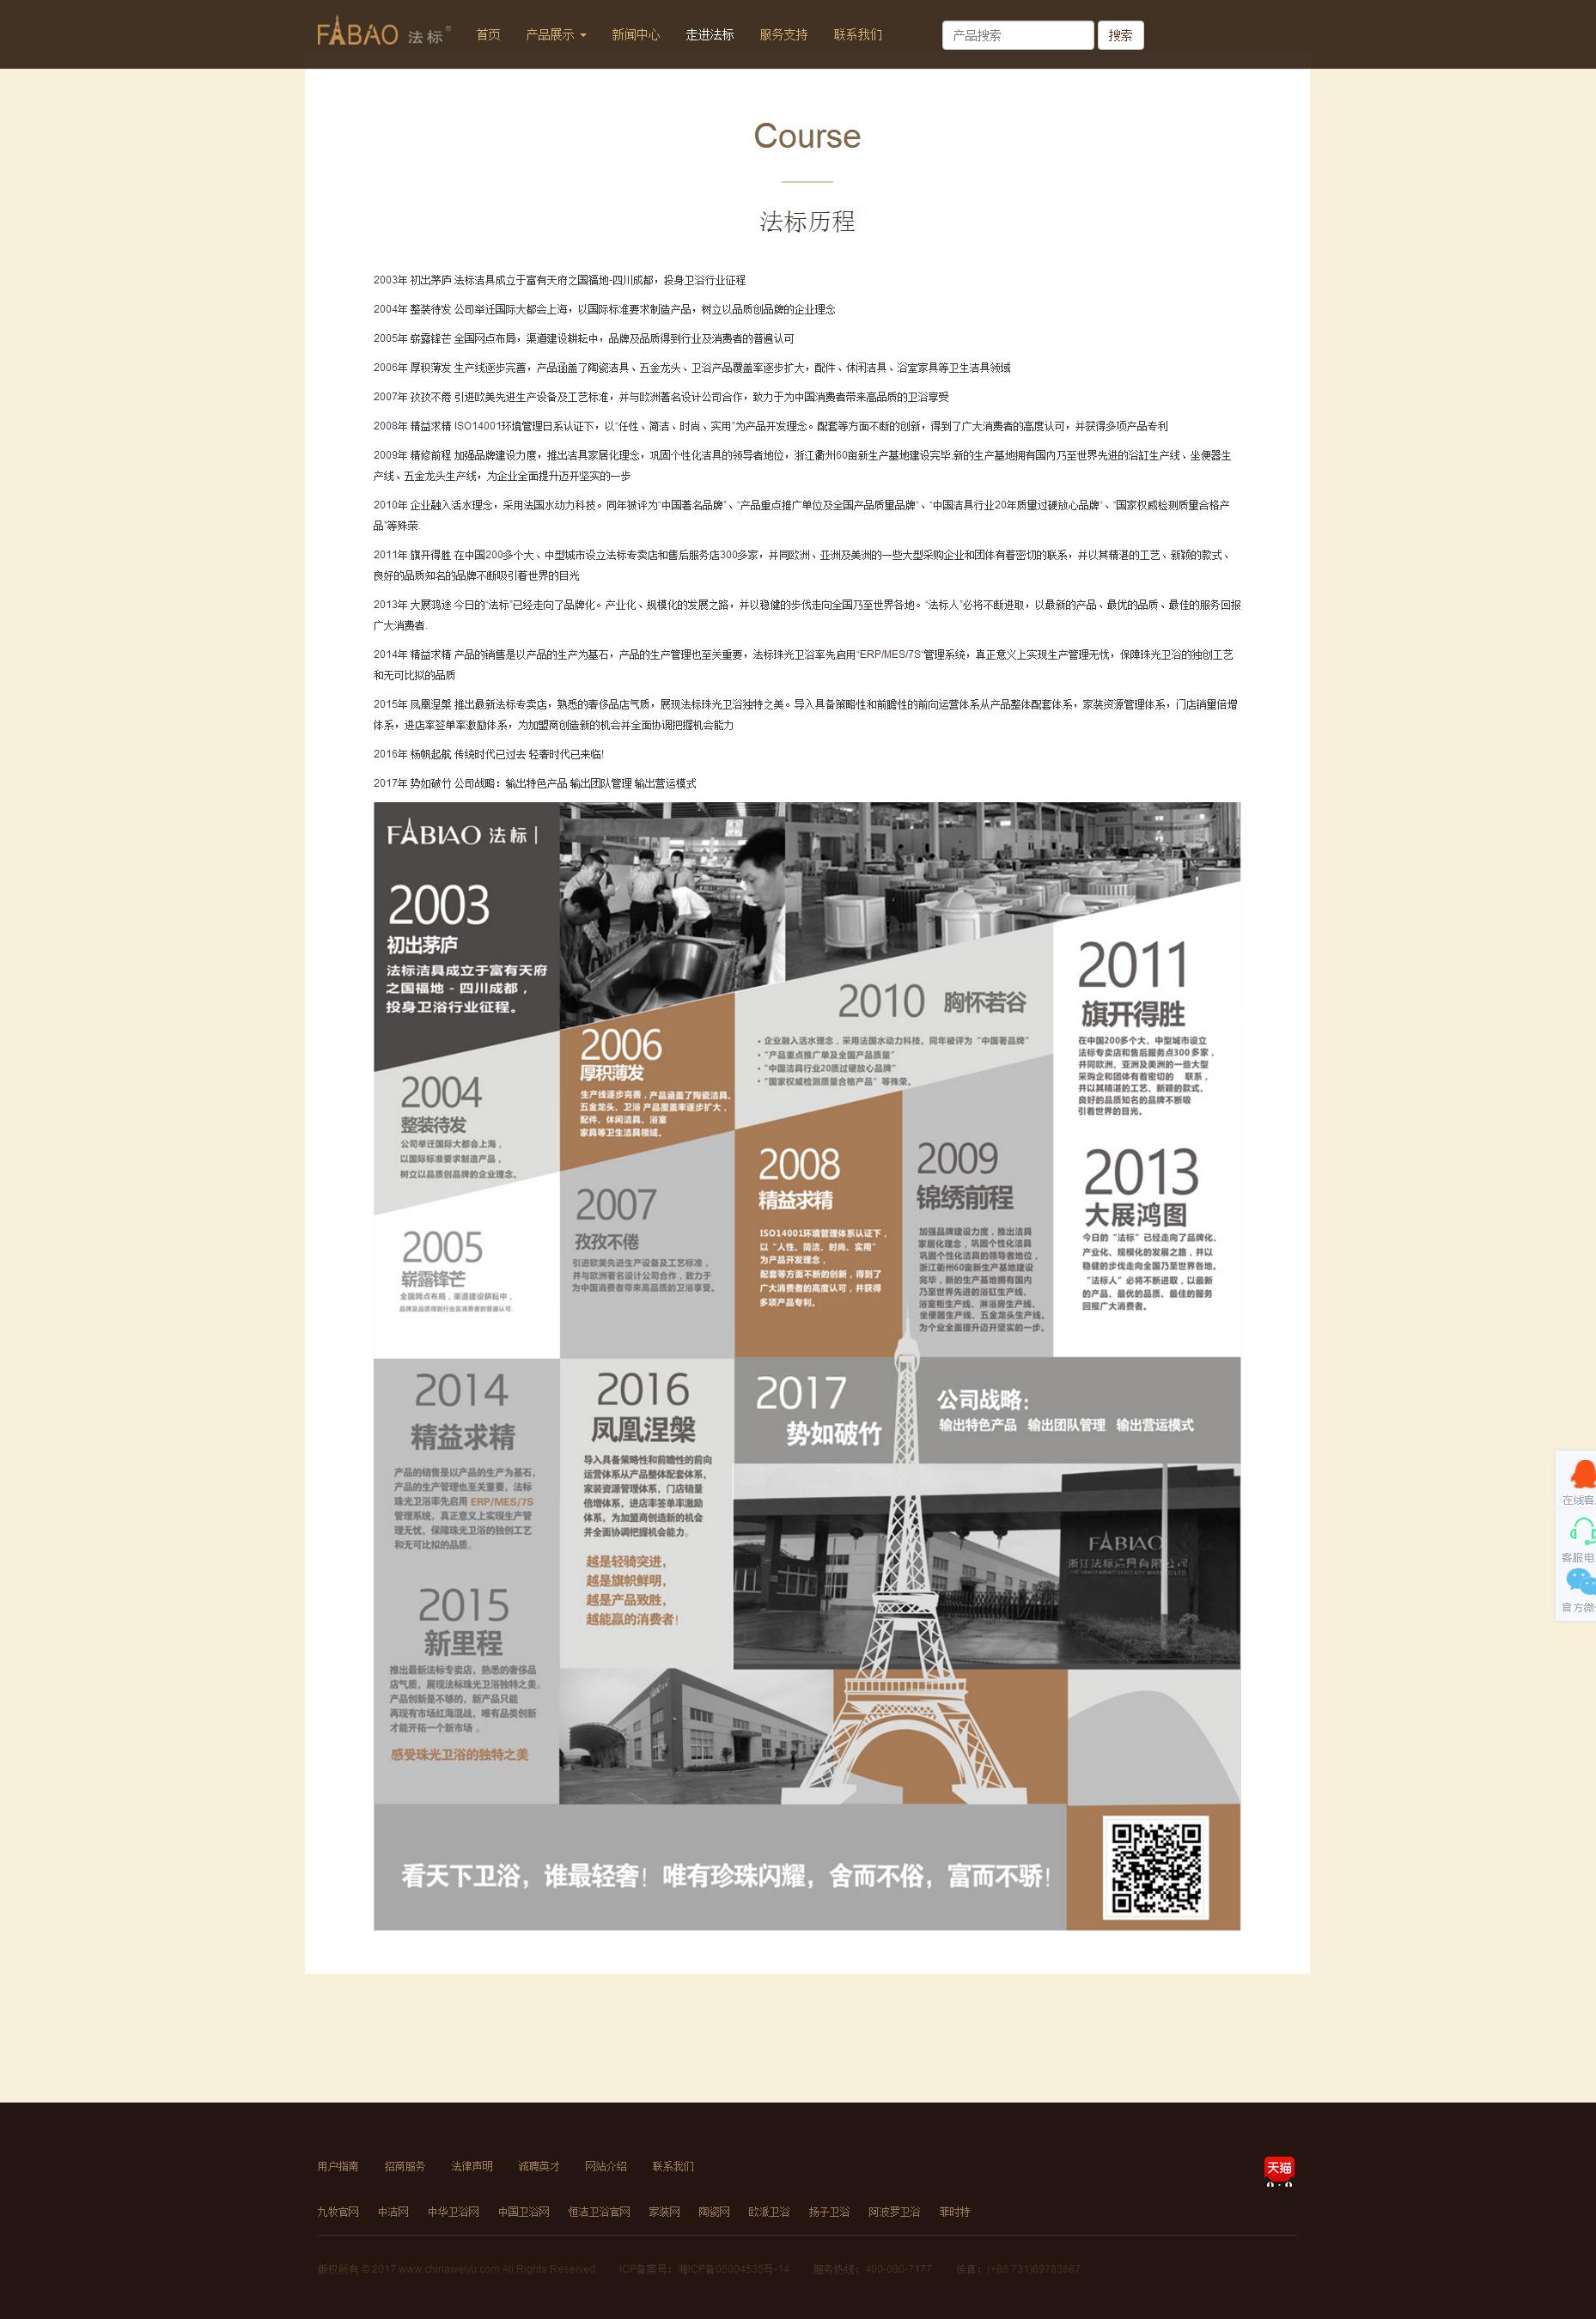 FABAO 法标®
首页 产品展示 新闻中心 走进法标 服务支持 联系我们 产品搜索 搜索
Course
法标历程
2003年 初出茅庐 法标洁具成立于富有天府之国福地-四川成都，投身卫浴行业征程
2004年 整装待发 公司举迁国际大都会上海，以国际标准要求制造产品，树立以品质创品牌的企业理念
2005年 崭露锋芒 全国网点布局，渠道建设耕耘中，品牌及品质得到行业及消费者的普遍认可
2006年 厚积薄发 生产线逐步完善，产品涵盖了陶瓷洁具、五金龙头、卫浴产品覆盖率逐步扩大，配件、休闲洁具、浴室家具等卫生洁具领域
2007年 孜孜不倦 引进欧美先进生产设备及工艺标准，并与欧洲著名设计公司合作，致力于为中国消费者带来高品质的卫浴享受
2008年 精益求精 ISO14001环境管理日系认证下，以“任性、简洁、时尚、实用”为产品开发理念。配套等方面不断的创新，得到了广大消费者的高度认可，并获得多项产品专利
2009年 精修前程 加强品牌建设力度，推出洁具家居化理念，巩固个性化洁具的领导者地位，浙江衢州60亩新生产基地建设完毕.新的生产基地拥有国内乃至世界先进的浴缸生产线、坐便器生
产线、五金龙头生产线，为企业全面提升迈开坚实的一步
2010年 企业融入活水理念，采用法国水动力科技。同年被评为“中国著名品牌”、“产品重点推广单位及全国产品质量品牌“、“中国洁具行业20年质量过硬放心品牌“、“国家权威检测质量合格产
品”等殊荣.
2011年 旗开得胜 在中国200多个大、中型城市设立法标专卖店和售后服务店300多家，并同欧洲、亚洲及美洲的一些大型采购企业和团体有着密切的联系，并以其精湛的工艺、新颖的款式、
良好的品质知名的品牌不断吸引着世界的目光
2013年 大展鸿途 今日的“法标”已经走向了品牌化。产业化、规模化的发展之路，并以稳健的步伐走向全国乃至世界各地。“法标人”必将不断进取，以最新的产品、最优的品质、最佳的服务回报
广大消费者.
2014年 精益求精 产品的销售是以产品的生产为基石，产品的生产管理也至关重要，法标珠光卫浴率先启用“ERP/MES/7S“管理系统，真正意义上实现生产管理无忧，保障珠光卫浴的独创工艺
和无可比拟的品质
2015年 凤凰涅槃 推出最新法标专卖店，熟悉的奢侈品店气质，展现法标珠光卫浴独特之美。导入具备策略性和前瞻性的前向运营体系从产品整体配套体系，家装资源管理体系，门店销量倍增
体系，进店率签单率激励体系，为加盟商创造新的机会并全面协调把握机会能力
2016年 杨帆起航 传统时代已过去 轻奢时代已来临!
2017年 势如破竹 公司战略：输出特色产品 输出团队管理 输出营运模式
FABIAO 法标
2003
初出茅庐
法标洁具成立于富有天府
之国福地 - 四川成都，
投身卫浴行业征程。
2004
整装待发
公司举迁国际大都会上海，
以国际标准要求制造产品，
树立以品质创品牌的企业理念。
2005
崭露锋芒
全国网点布局，渠道建设耕耘中，
品牌及品质得到行业及消费者的普遍认可.
2006
厚积薄发
生产线逐步完善，产品涵盖了陶瓷洁具、
五金龙头、卫浴 产品覆盖率逐步扩大，
配件、休闲洁具、浴室
家具等卫生洁具领域。
2007
孜孜不倦
引进欧美先进生产设备及工艺标准，
并与欧洲著名设计公司合作，致力于
为中国消费者带来高品质的卫浴享受。
2008
精益求精
ISO14001环境管理体系认证下，
以“人性、简洁、时尚、实用”
为产品开发理念，
配套等方面不断的创新，得到了
广大消费者的高度认可，并获得
多项产品专利。
2009
锦绣前程
加强品牌建设力度，推出洁具
家居化理念，巩固个性化洁具
巩固个性化洁具的领导者地位，
浙江衢州60亩新生产基地建设
完毕，新的生产基地拥有国内
乃至世界先进的浴缸生产线、
浴室柜生产线、淋浴房生产线、
坐便器生产线、五金龙头生产线。
为个业全面提升迈开坚实的一步。
2010 胸怀若谷
• 企业融入活水理念，采用法国水动力科技。同年被评为“中国著品牌”
• “产品重点推广单及全国产品质量”
• “中国洁具行业20质过硬放心品牌”
• “国家权威检测质量合格产品”等殊荣。
2011
旗开得胜
在中国200多个大、中型城市设立
法标专卖店和售后服务点300多家，
并同欧洲、亚洲及美洲的一些大型
采购企和团体有着密切的 联系，
并以其精湛的工艺、新颖的款式、
良好的品质知名的品牌不断吸
引着世界的目光。
2013
大展鸿图
今日的“法标”已经走向了品牌化、
产业化、规模化的发展之路，并以
稳健的步伐走向全国乃至世界各地。
“法标人”必将不断进取，以最新
的产品、最优的品质、最佳的服务
回报广大消费者。
2014
精益求精
产品的销售是以产品的生产为基石，
产品的生产管理也至关重要，法标
珠光卫浴率先启用 ERP/MES/7S
管理系统，真正意义上实现生产管
理无忧，保障珠光卫浴的独创工艺
和无可比拟的品质。
2015
新里程
推出最新法标专卖店，熟悉的奢侈品
店气质，展现法标珠光卫浴独特之美。
产品创新是不够的，新产品只能
再现有市场红海混战，唯有品类创新
才能开拓一个新市场 。
感受珠光卫浴的独特之美
2016
凤凰涅槃
导入具备策略性和前瞻性的前向
运营体系从产品整体配套体系，
家装资源管理体系，门店销量
倍增体系，进店率签单率激励
体系，为加盟商创造新的机会
并全面协调把握机会能力。
越是轻骑突进，
越是旗帜鲜明，
越是产品致胜，
越能赢的消费者！
2017
势如破竹
公司战略：
输出特色产品 输出团队管理 输出营运模式
FABIAO
浙江法标洁具有限公司
看天下卫浴，谁最轻奢！唯有珍珠闪耀，舍而不俗，富而不骄！
在线客
客服电
官方微
用户指南 招商服务 法律声明 诚聘英才 网站介绍 联系我们
天猫
九牧官网 中洁网 中华卫浴网 中国卫浴网 恒洁卫浴官网 家装网 陶瓷网 欧派卫浴 扬子卫浴 阿波罗卫浴 菲时特
版权所有 © 2017 www.chinaweiyu.com All Rights Reserved ICP备案号：湘ICP备05004535号-14 服务热线：400-080-7177 传真：(+86 731)89783687